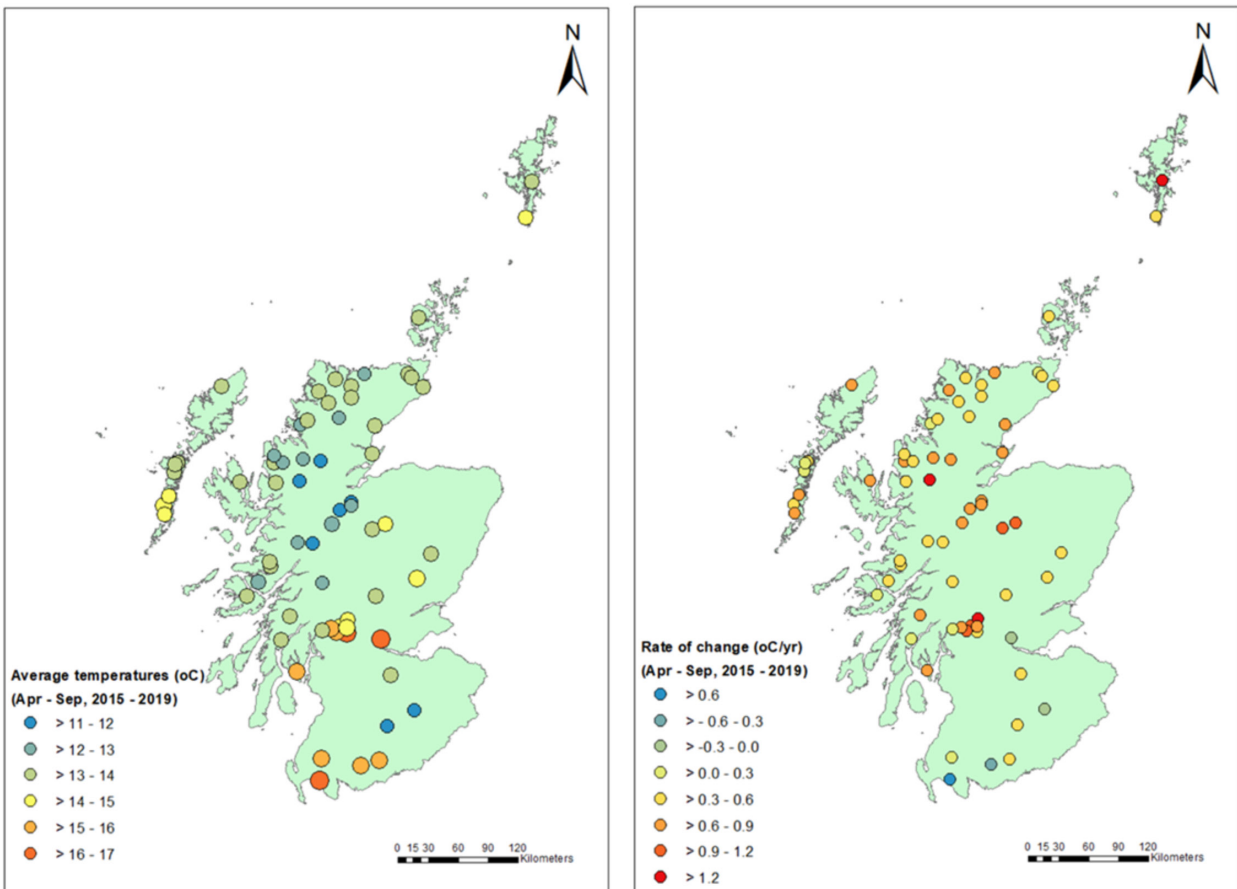 N
Average temperatures (oC)
(Apr - Sep, 2015 - 2019)
> 11 - 12
> 12 - 13
> 13 - 14
> 14 - 15
> 15 - 16
> 16 - 17
0 15 30 60 90 120
Kilometers
N
Rate of change (oC/yr)
(Apr - Sep, 2015 - 2019)
> 0.6
> - 0.6 - 0.3
> -0.3 - 0.0
> 0.0 - 0.3
> 0.3 - 0.6
> 0.6 - 0.9
> 0.9 - 1.2
> 1.2
0 15 30 60 90 120
Kilometers